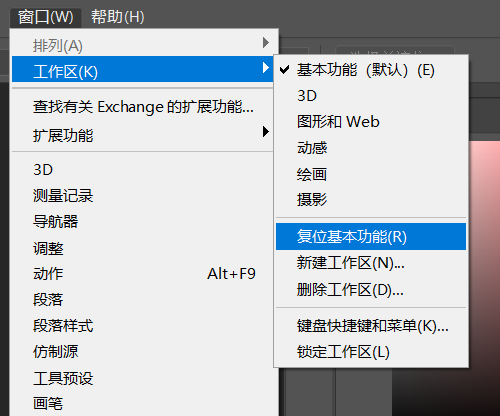 窗口(W) 帮助(H)
排列(A)
工作区(K)
查找有关 Exchange 的扩展功能...
扩展功能
3D
测量记录
导航器
调整
动作 Alt+F9
段落
段落样式
仿制源
工具预设
画笔
基本功能（默认）(E)
3D
图形和 Web
动感
绘画
摄影
复位基本功能(R)
新建工作区(N)...
删除工作区(D)...
键盘快捷键和菜单(K)...
锁定工作区(L)